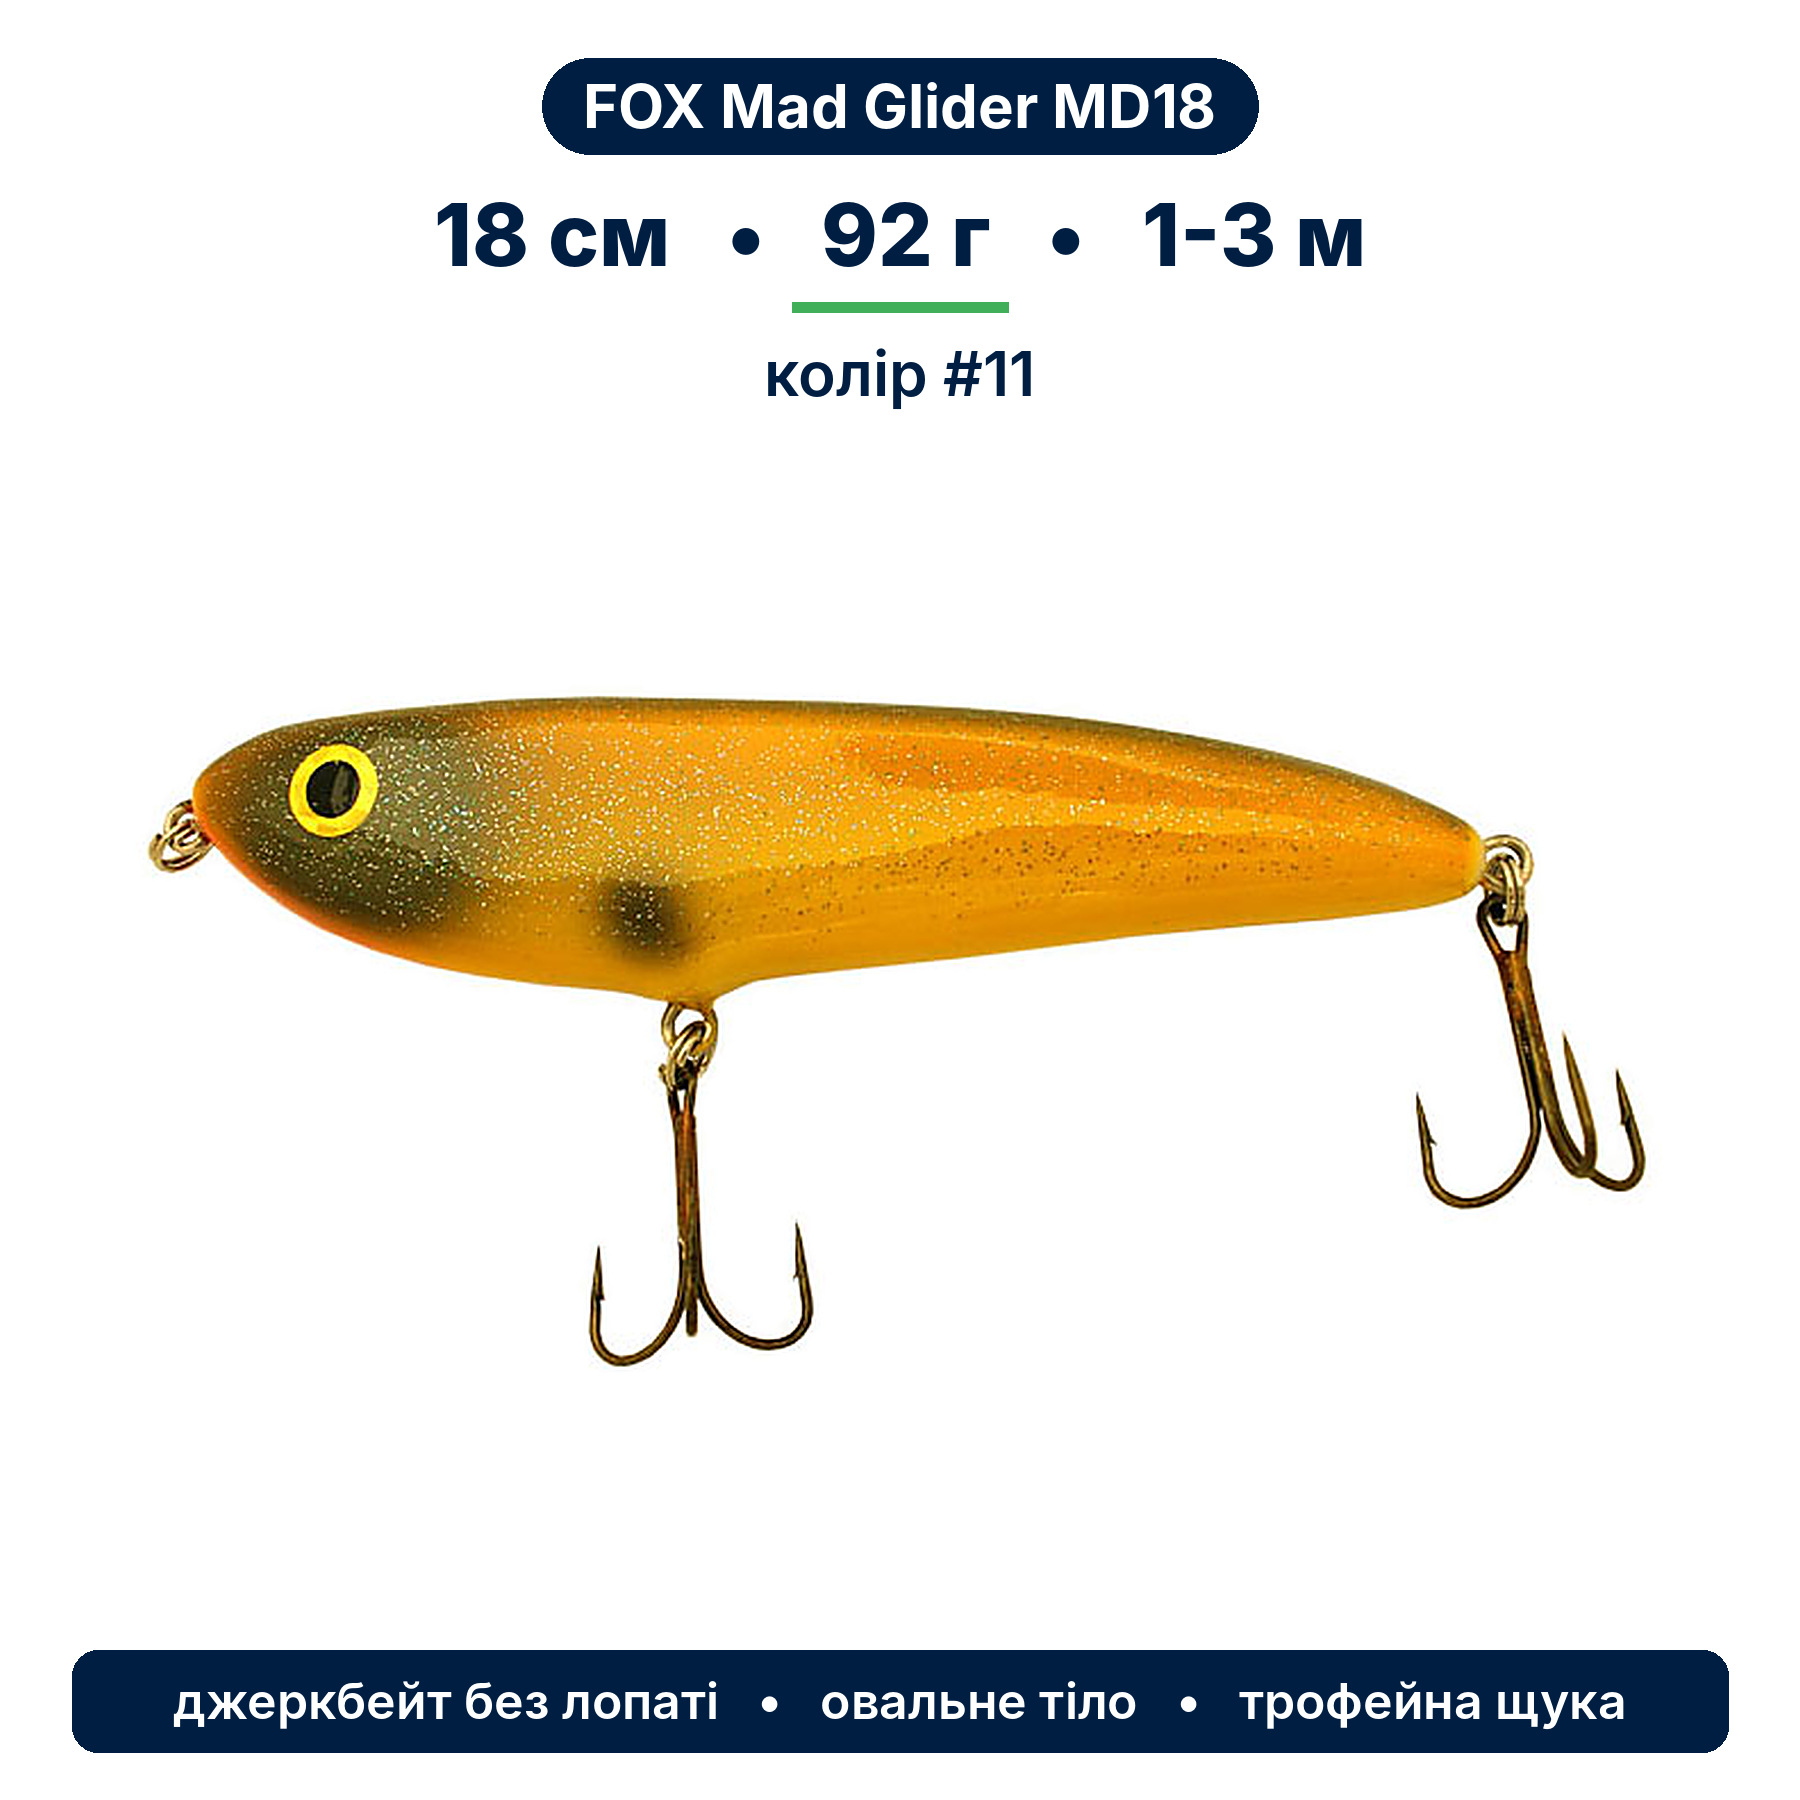 FOX Mad Glider MD18
18 см • 92 г • 1-3 м
колір #11
джеркбейт без лопаті • овальне тіло • трофейна щука